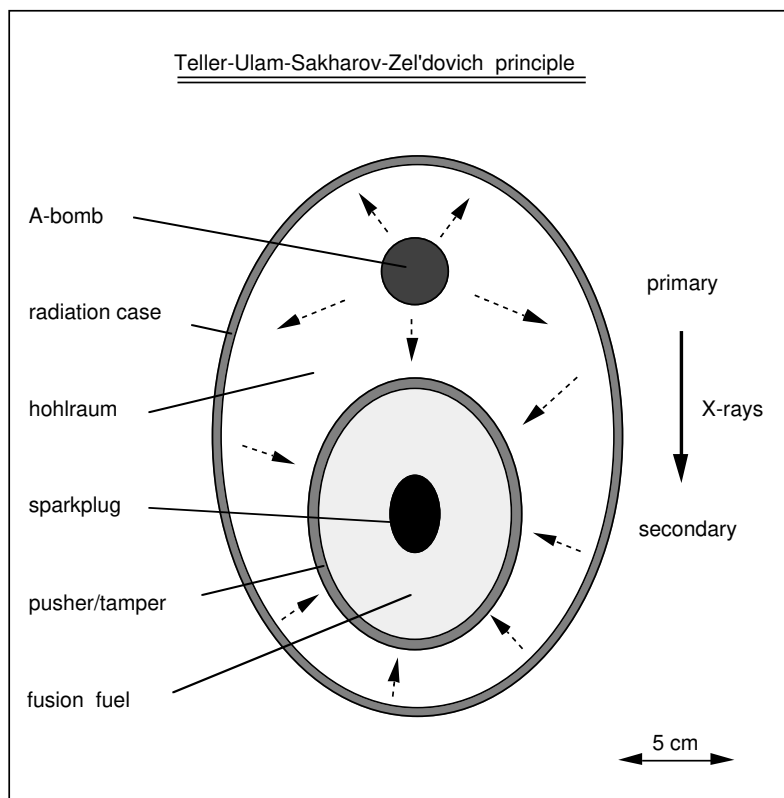 Teller-Ulam-Sakharov-Zel'dovich principle
A-bomb
radiation case
hohlraum
sparkplug
pusher/tamper
fusion fuel
primary
X-rays
secondary
5 cm